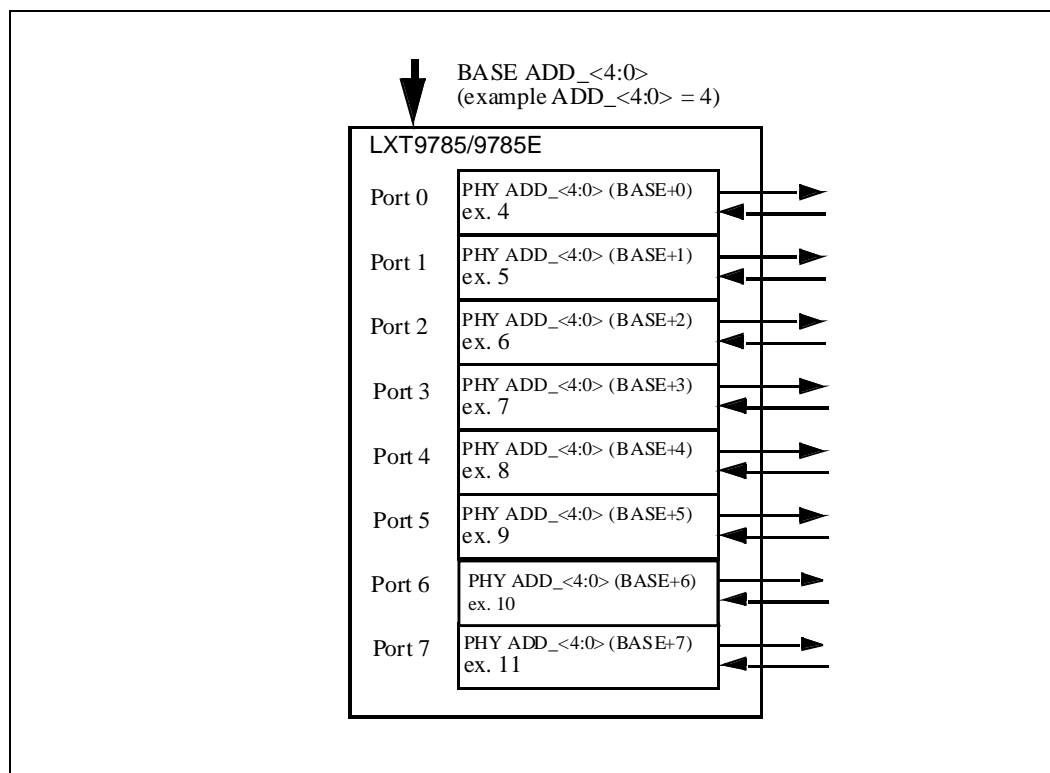 BASE ADD_<4:0>
(example ADD_<4:0> = 4)
LXT9785/9785E
Port 0
PHY ADD_<4:0> (BASE+0)
ex. 4
Port 1
PHY ADD_<4:0> (BASE+1)
ex. 5
Port 2
PHY ADD_<4:0> (BASE+2)
ex. 6
Port 3
PHY ADD_<4:0> (BASE+3)
ex. 7
Port 4
PHY ADD_<4:0> (BASE+4)
ex. 8
Port 5
PHY ADD_<4:0> (BASE+5)
ex. 9
Port 6
PHY ADD_<4:0> (BASE+6)
ex. 10
Port 7
PHY ADD_<4:0> (BASE+7)
ex. 11